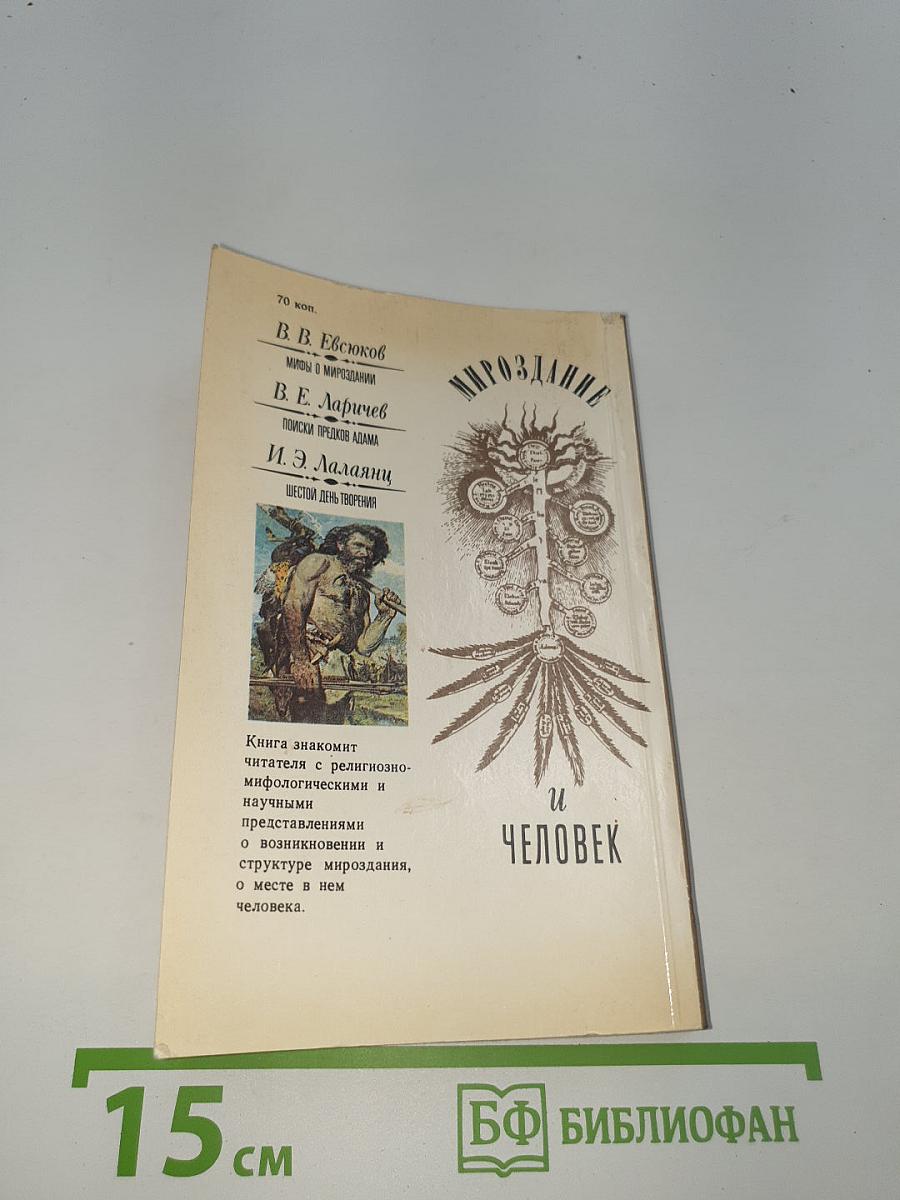 70 коп.
В. В. Евсюков
МИФЫ О МИРОЗДАНИИ
В. Е. Ларичев
ПОИСКИ ПРЕДКОВ АДАМА
И. Э. Лалаянц
ШЕСТОЙ ДЕНЬ ТВОРЕНИЯ
Книга знакомит
читателя с религиозно-
мифологическими и
научными
представлениями
о возникновении и
структуре мироздания,
о месте в нем
человека.
МИРОЗДАНИЕ
и
ЧЕЛОВЕК
15 см
БФ БИБЛИОФАН